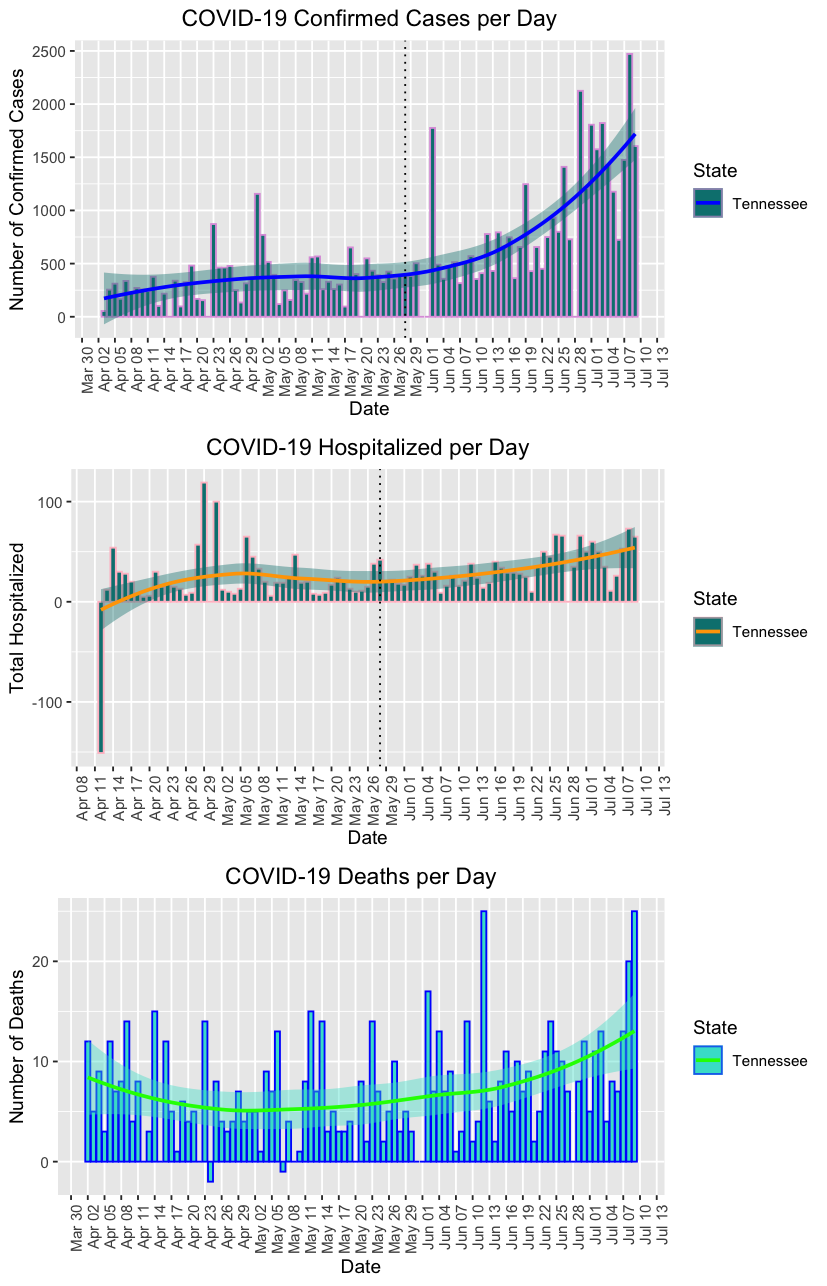 COVID-19 Confirmed Cases per Day
Number of Confirmed Cases
2500
2000
1500
1000
500
0
Mar 30
Apr 02
Apr 05
Apr 08
Apr 11
Apr 14
Apr 17
Apr 20
Apr 23
Apr 26
Apr 29
May 02
May 05
May 08
May 11
May 14
May 17
May 20
May 23
May 26
May 29
Jun 01
Jun 04
Jun 07
Jun 10
Jun 13
Jun 16
Jun 19
Jun 22
Jun 25
Jun 28
Jul 01
Jul 04
Jul 07
Jul 10
Jul 13
Date
State
Tennessee
COVID-19 Hospitalized per Day
Total Hospitalized
100
0
-100
Apr 08
Apr 11
Apr 14
Apr 17
Apr 20
Apr 23
Apr 26
Apr 29
May 02
May 05
May 08
May 11
May 14
May 17
May 20
May 23
May 26
May 29
Jun 01
Jun 04
Jun 07
Jun 10
Jun 13
Jun 16
Jun 19
Jun 22
Jun 25
Jun 28
Jul 01
Jul 04
Jul 07
Jul 10
Jul 13
Date
State
Tennessee
COVID-19 Deaths per Day
Number of Deaths
20
10
0
Mar 30
Apr 02
Apr 05
Apr 08
Apr 11
Apr 14
Apr 17
Apr 20
Apr 23
Apr 26
Apr 29
May 02
May 05
May 08
May 11
May 14
May 17
May 20
May 23
May 26
May 29
Jun 01
Jun 04
Jun 07
Jun 10
Jun 13
Jun 16
Jun 19
Jun 22
Jun 25
Jun 28
Jul 01
Jul 04
Jul 07
Jul 10
Jul 13
Date
State
Tennessee